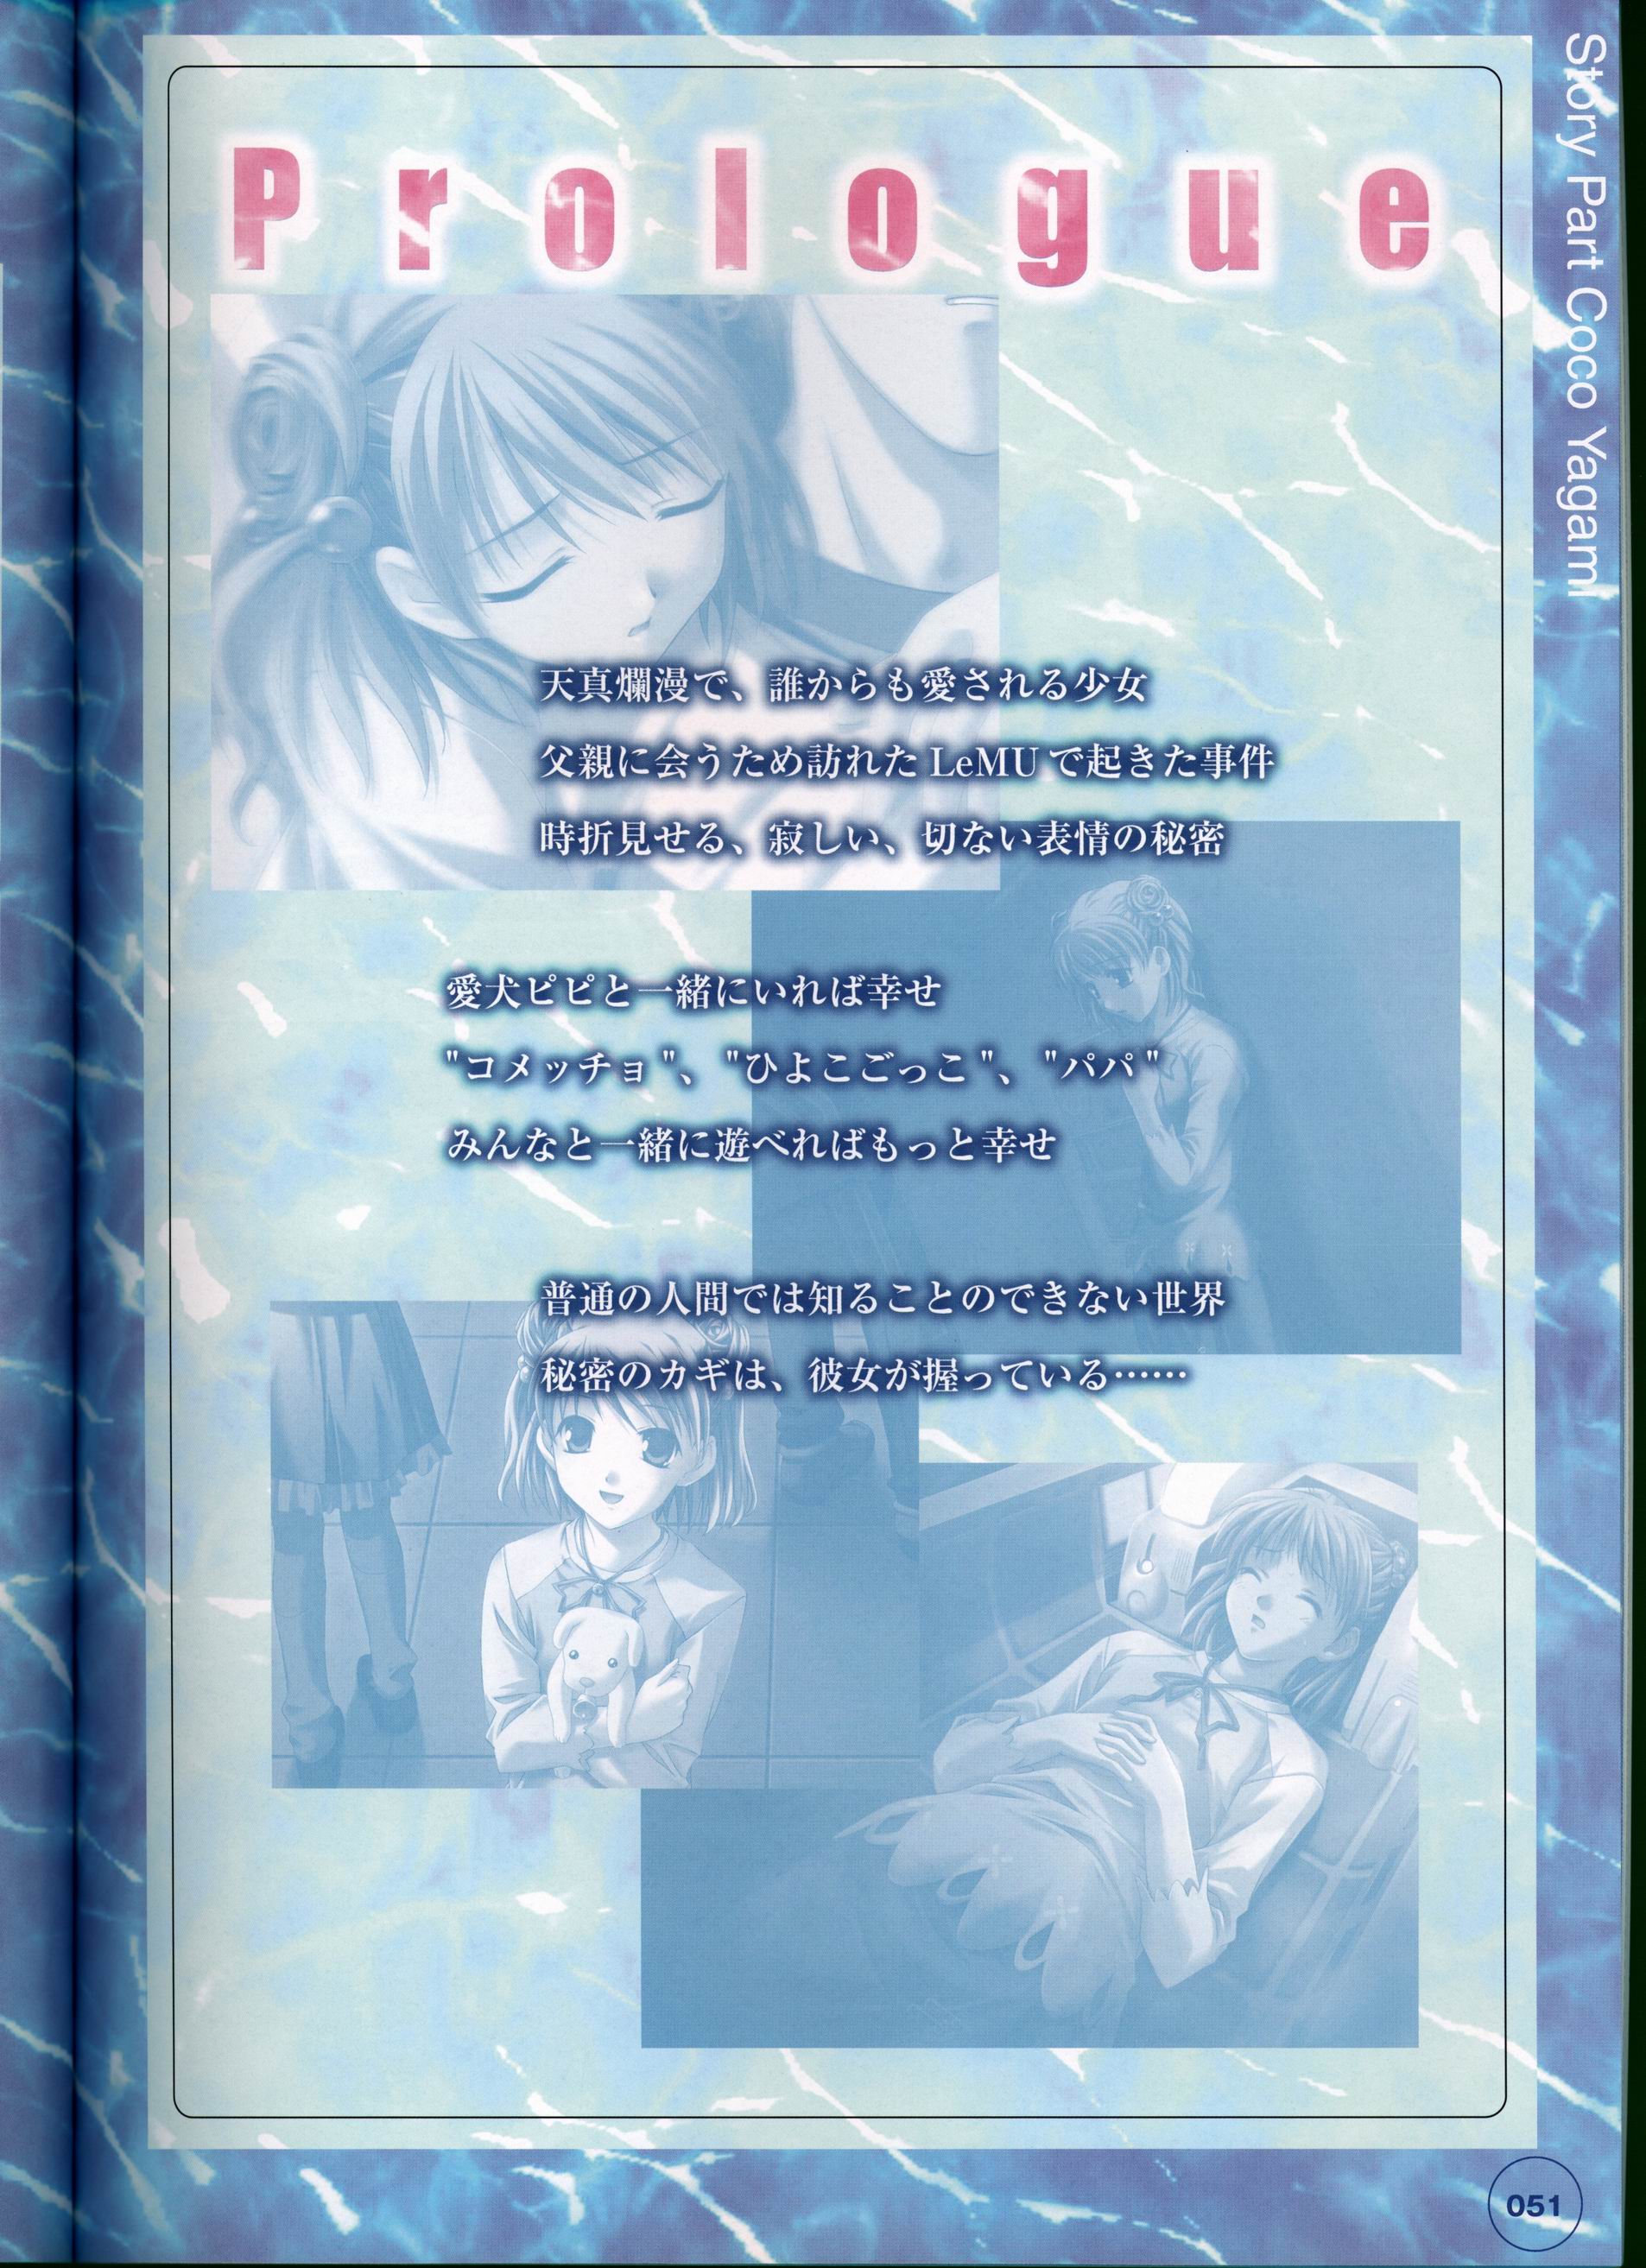 Prologue
Story Part Coco Yagami
天真爛漫で、誰からも愛される少女
父親に会うため訪れた LeMU で起きた事件
時折見せる、寂しい、切ない表情の秘密
愛犬ピピと一緒にいれば幸せ
"コメッチョ"、"ひよこごっこ"、"パパ"
みんなと一緒に遊べればもっと幸せ
普通の人間では知ることのできない世界
秘密のカギは、彼女が握っている……
051